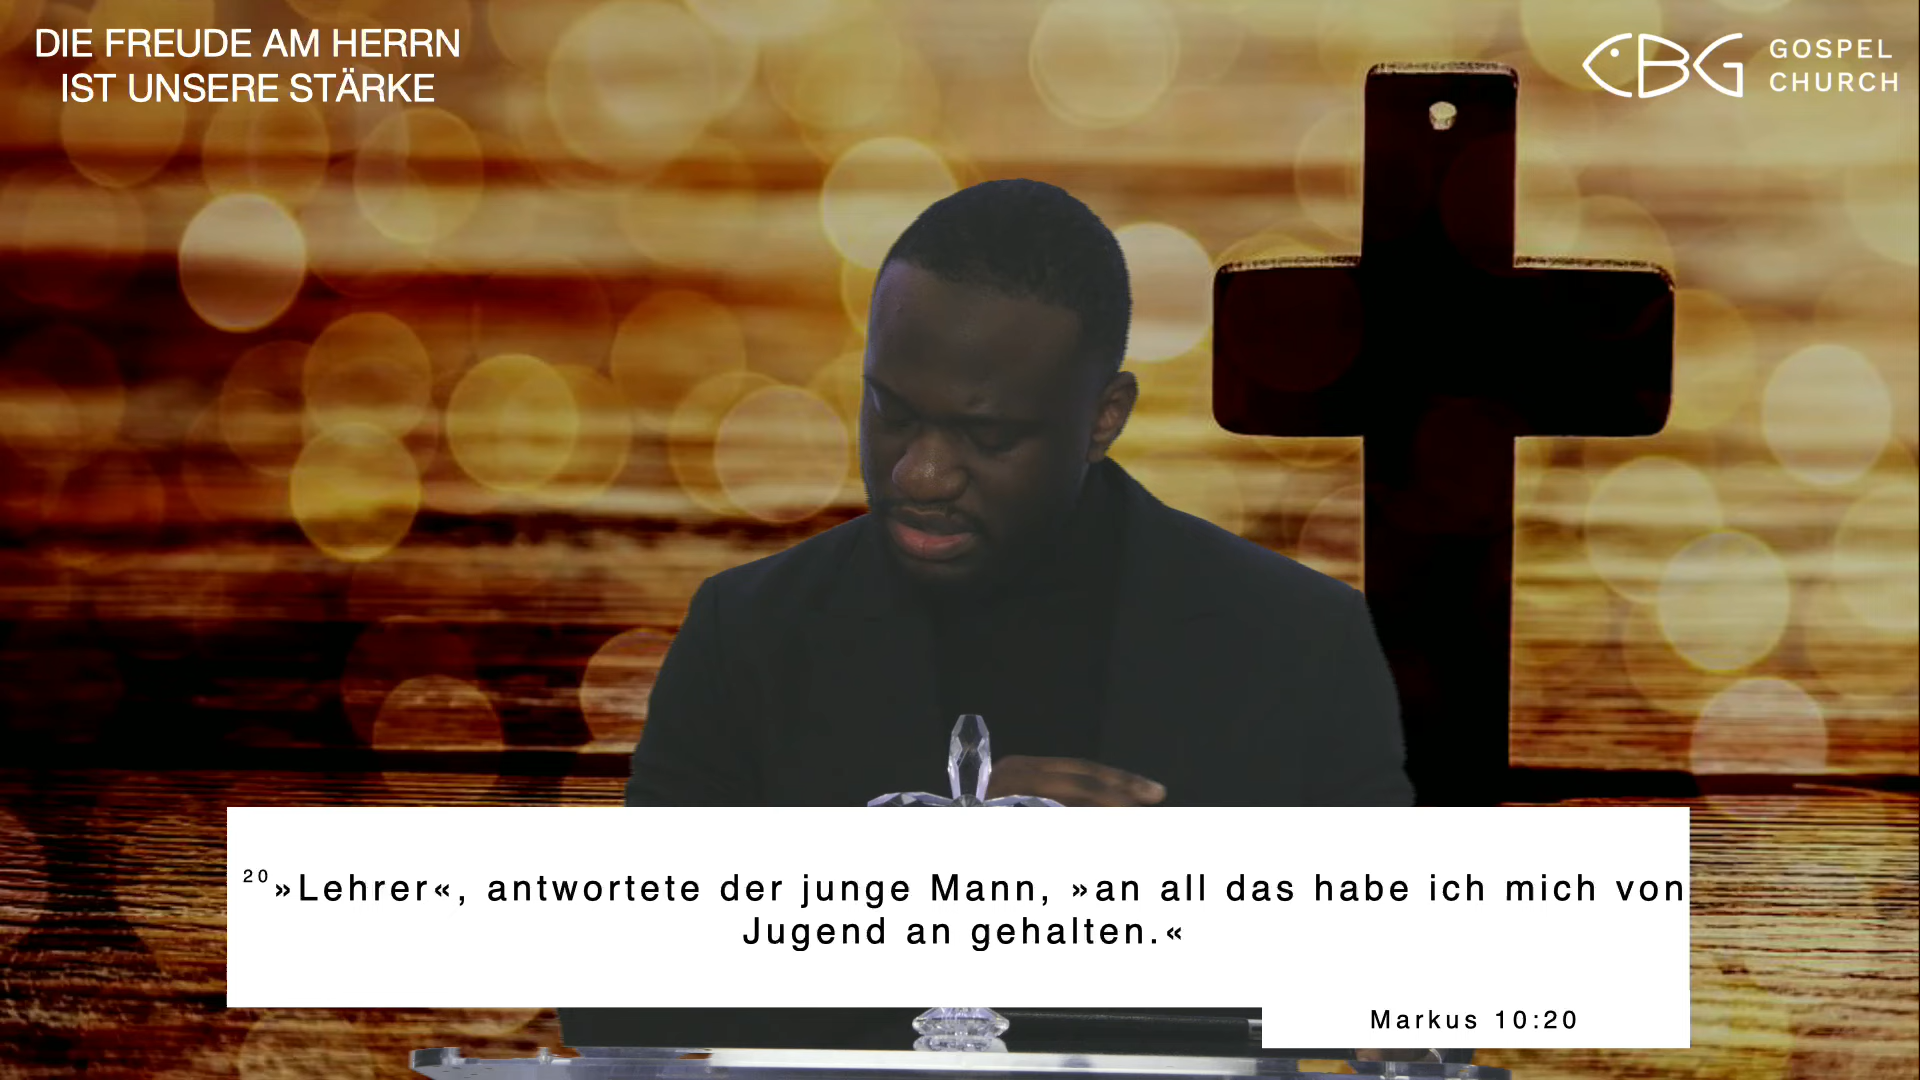 DIE FREUDE AM HERRN
IST UNSERE STÄRKE
CBG GOSPEL
CHURCH
20 »Lehrer«, antwortete der junge Mann, »an all das habe ich mich von
Jugend an gehalten.«
Markus 10:20